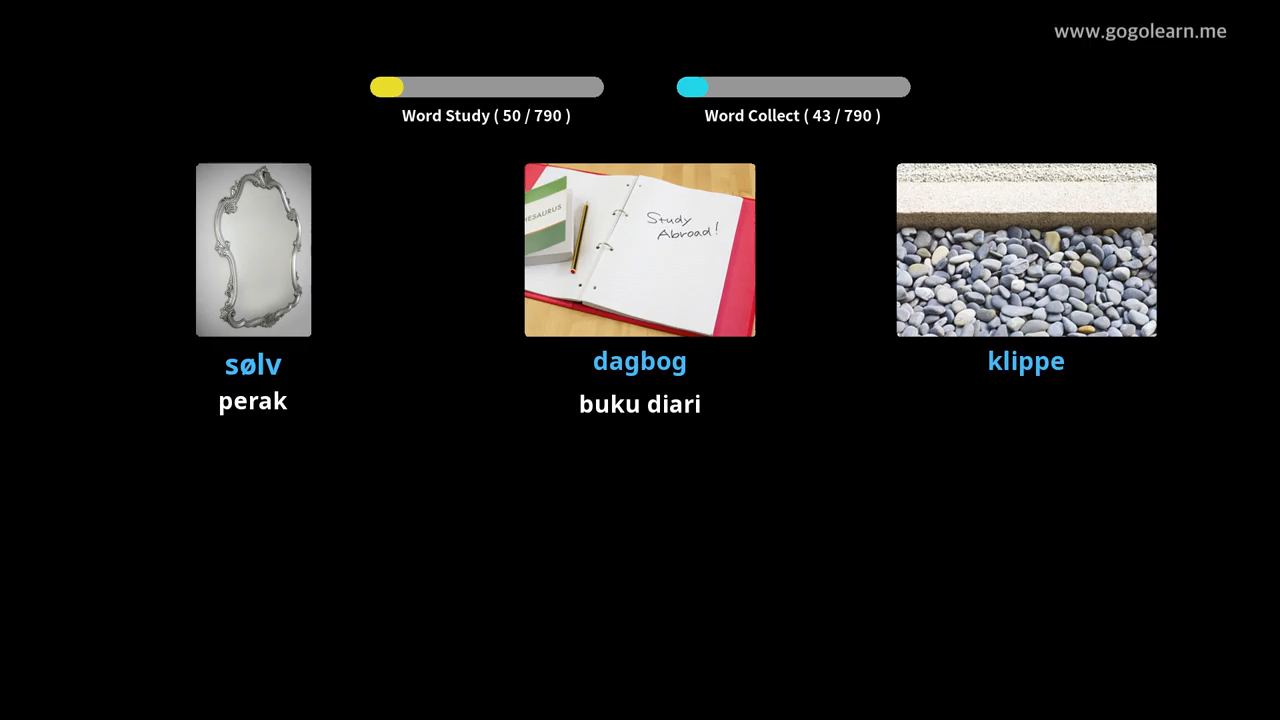 www.gogolearn.me
Word Study ( 50 / 790 )
Word Collect ( 43 / 790 )
HESAURUS
Study
Abroad!
sølv
dagbog
klippe
perak
buku diari